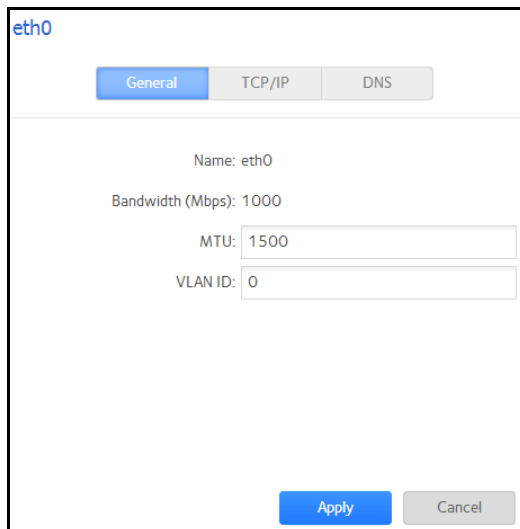 eth0
General TCP/IP DNS
Name: eth0
Bandwidth (Mbps): 1000
MTU: 1500
VLAN ID: 0
Apply Cancel